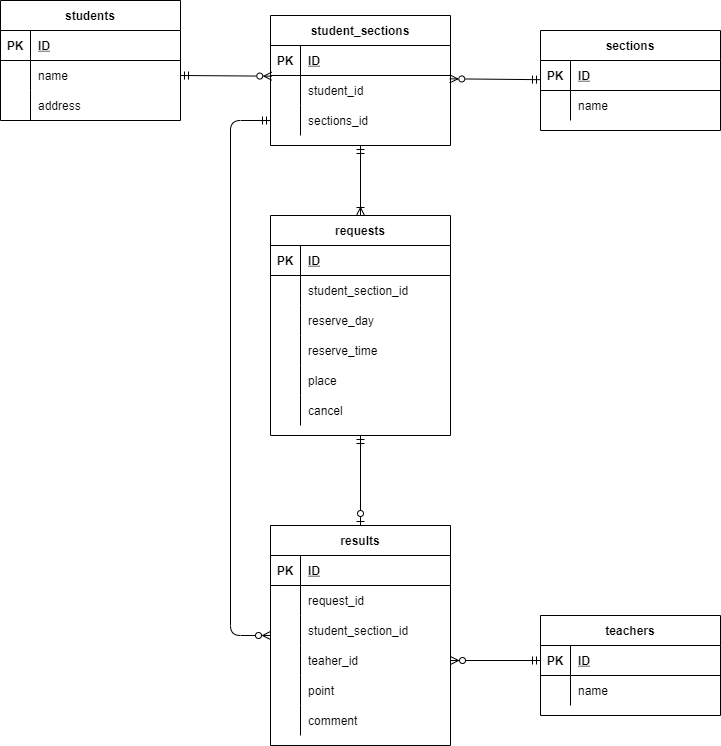 students
PK ID
name
address
student_sections
PK ID
student_id
sections_id
sections
PK ID
name
requests
PK ID
student_section_id
reserve_day
reserve_time
place
cancel
results
PK ID
request_id
student_section_id
teaher_id
point
comment
teachers
PK ID
name